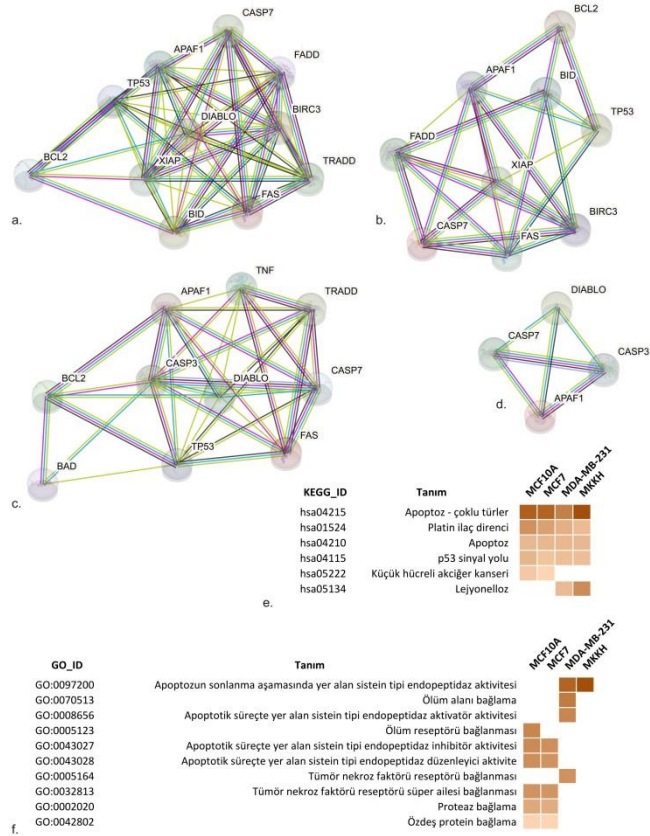 CASP7
APAF1
FADD
TP53
BIRC3
DIABLO
BCL2
XIAP
TRADD
FAS
BID
a.
BCL2
APAF1
BID
TP53
FADD
XIAP
BIRC3
CASP7
FAS
b.
TNF
APAF1
TRADD
CASP3
DIABLO
CASP7
BCL2
TP53
FAS
BAD
c.
DIABLO
CASP7
CASP3
APAF1
d.
KEGG_ID Tanım MCF10A MCF7 MDA-MB-231 MKKH
hsa04215 Apoptoz - çoklu türler
hsa01524 Platin ilaç direnci
hsa04210 Apoptoz
hsa04115 p53 sinyal yolu
hsa05222 Küçük hücreli akciğer kanseri
hsa05134 Lejyonelloz
e.
GO_ID Tanım MCF10A MCF7 MDA-MB-231 MKKH
GO:0097200 Apoptozun sonlanma aşamasında yer alan sistein tipi endopeptidaz aktivitesi
GO:0070513 Ölüm alanı bağlama
GO:0008656 Apoptotik süreçte yer alan sistein tipi endopeptidaz aktivatör aktivitesi
GO:0005123 Ölüm reseptörü bağlanması
GO:0043027 Apoptotik süreçte yer alan sistein tipi endopeptidaz inhibitör aktivitesi
GO:0043028 Apoptotik süreçte yer alan sistein tipi endopeptidaz düzenleyici aktivite
GO:0005164 Tümör nekroz faktörü reseptörü bağlanması
GO:0032813 Tümör nekroz faktörü reseptörü süper ailesi bağlanması
GO:0002020 Proteaz bağlama
GO:0042802 Özdeş protein bağlama
f.